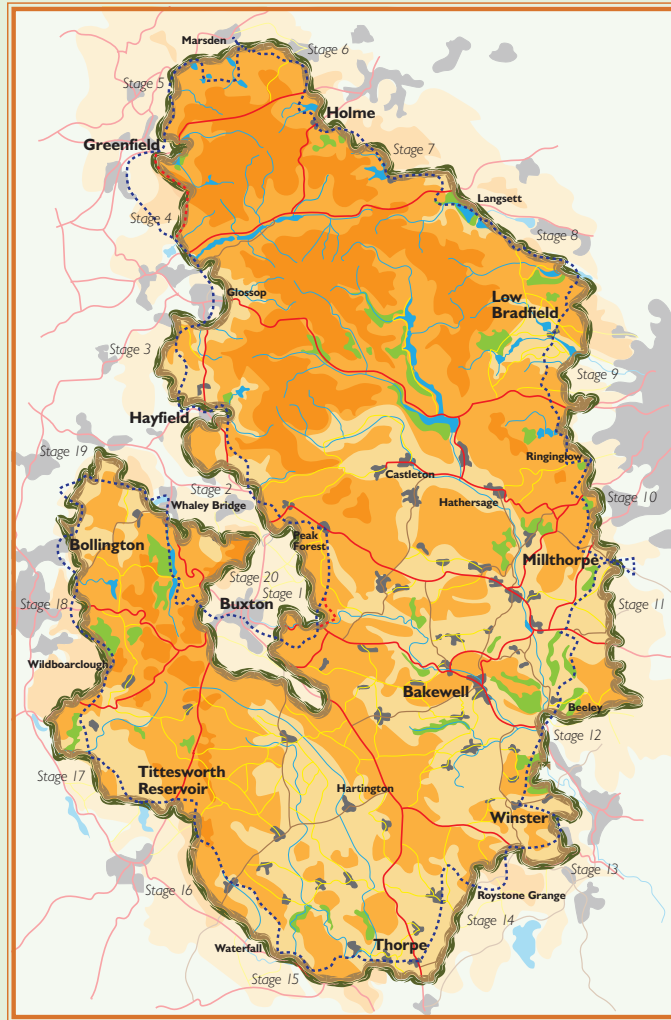 Marsden
Stage 6
Stage 5
Holme
Greenfield
Stage 7
Langsett
Stage 4
Stage 8
Glossop
Low
Bradfield
Stage 3
Stage 9
Hayfield
Ringinglow
Stage 19
Castleton
Stage 2
Hathersage
Stage 10
Whaley Bridge
Peak
Forest
Bollington
Millthorpe
Stage 20
Stage 1
Buxton
Stage 18
Stage 11
Wildboarclough
Bakewell
Beeley
Stage 12
Stage 17
Tittesworth
Reservoir
Hartington
Winster
Stage 13
Stage 16
Roystone Grange
Stage 14
Waterfall
Thorpe
Stage 15